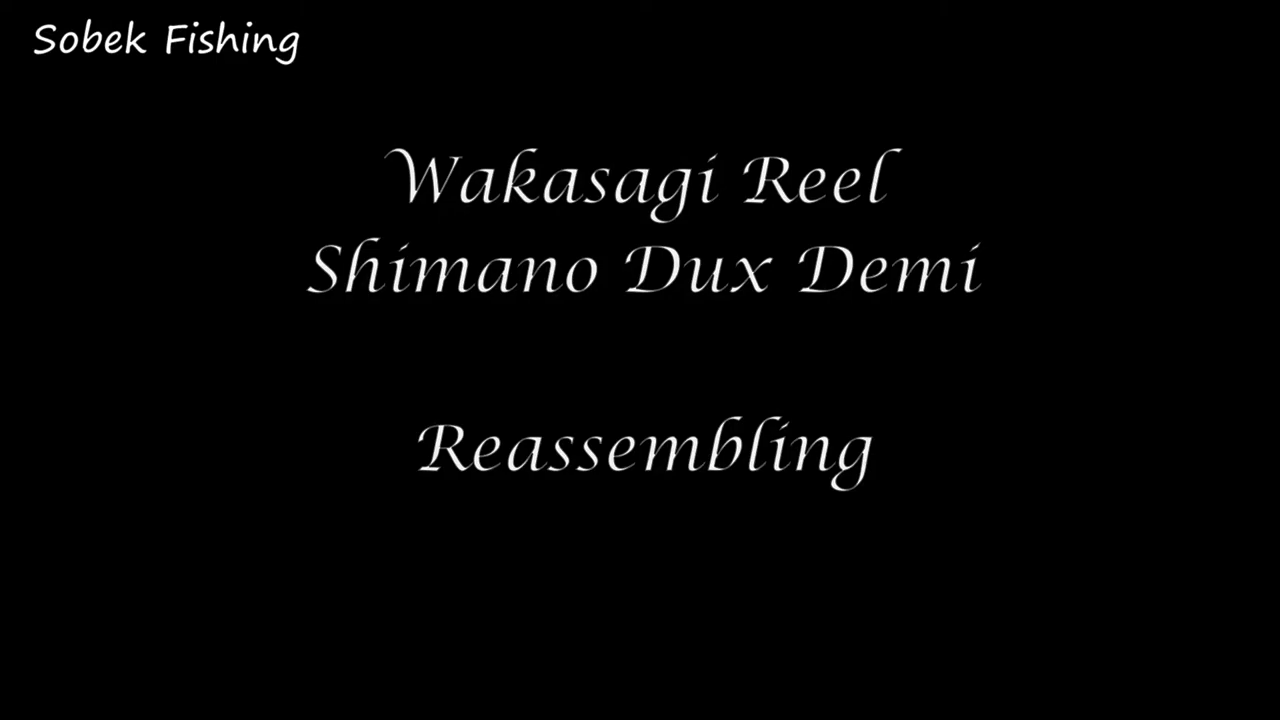 Sobek Fishing
Wakasagi Reel
Shimano Dux Demi
Reassembling